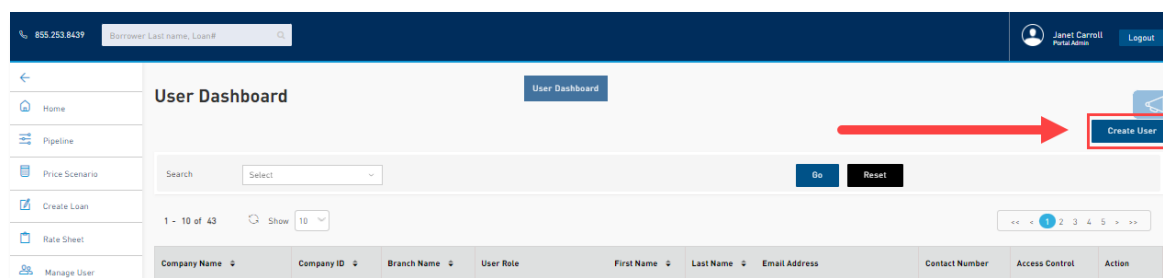 855.253.8439
Borrower Last name, Loan#
Janet Carroll
Portal Admin
Logout
User Dashboard
User Dashboard
Create User
Home
Pipeline
Price Scenario
Create Loan
Rate Sheet
Manage User
Search
Select
Go
Reset
1 - 10 of 43
Show
10
<< < 1 2 3 4 5 > >>
Company Name Company ID Branch Name User Role First Name Last Name Email Address Contact Number Access Control Action